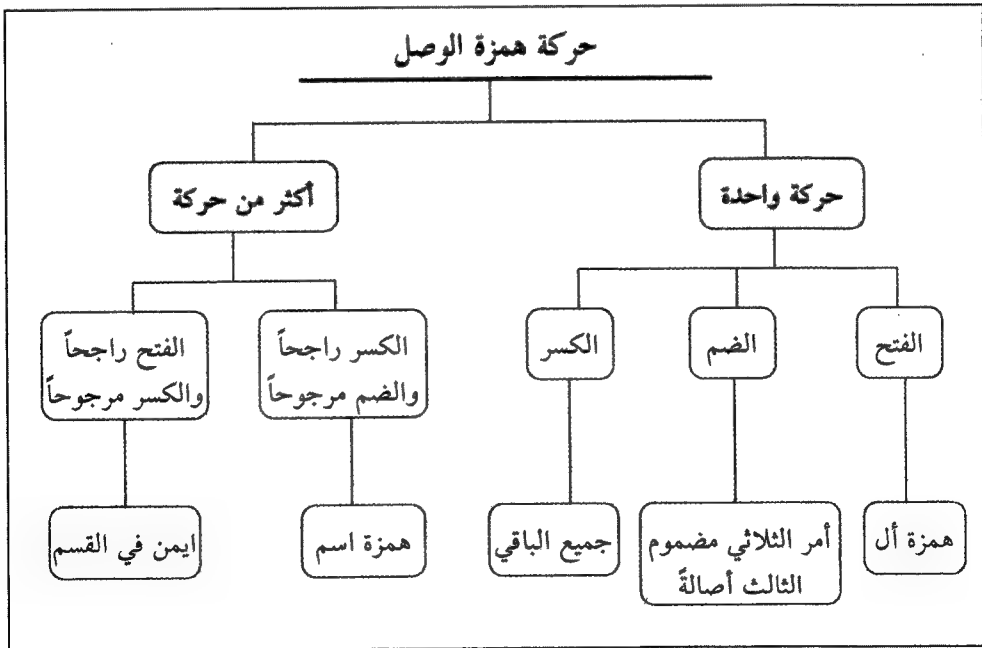 حركة همزة الوصل
حركة واحدة
أكثر من حركة
الفتح
الضم
الكسر
الكسر راجحاً
والضم مرجوحاً
الفتح راجحاً
والكسر مرجوحاً
همزة أل
أمر الثلاثي مضموم
الثالث أصالةً
جميع الباقي
همزة اسم
ايمن في القسم